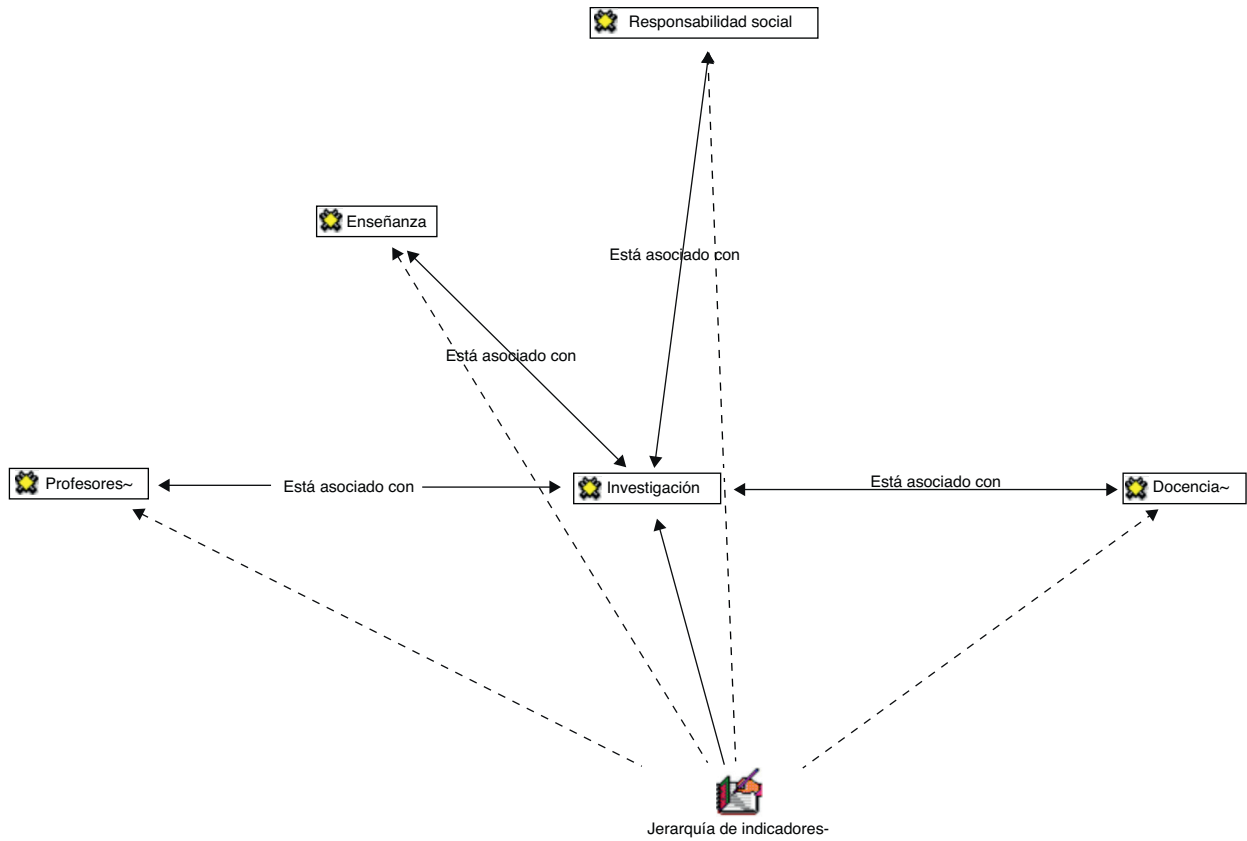 Responsabilidad social
Enseñanza
Está asociado con
Está asociado con
Profesores~
Está asociado con
Investigación
Está asociado con
Docencia~
Jerarquía de indicadores-